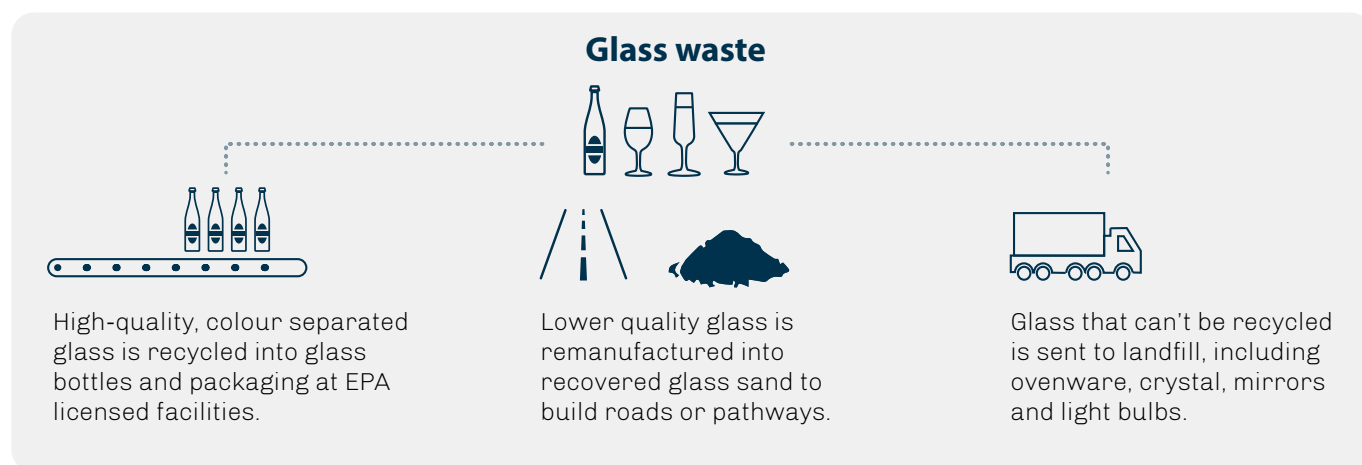 Glass waste
High-quality, colour separated
glass is recycled into glass
bottles and packaging at EPA
licensed facilities.
Lower quality glass is
remanufactured into
recovered glass sand to
build roads or pathways.
Glass that can’t be recycled
is sent to landfill, including
ovenware, crystal, mirrors
and light bulbs.